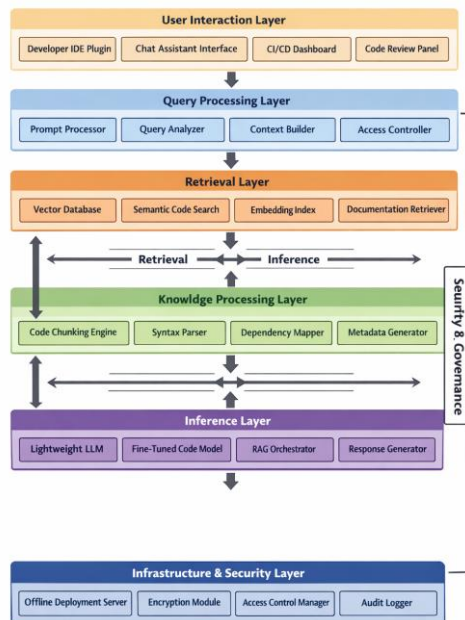 User Interaction Layer
Developer IDE Plugin
Chat Assistant Interface
CI/CD Dashboard
Code Review Panel
Query Processing Layer
Prompt Processor
Query Analyzer
Context Builder
Access Controller
Retrieval Layer
Vector Database
Semantic Code Search
Embedding Index
Documentation Retriever
Retrieval
Inference
Knowldge Processing Layer
Code Chunking Engine
Syntax Parser
Dependency Mapper
Metadata Generator
Seuirfty &. Governance
Inference Layer
Lightweight LLM
Fine-Tuned Code Model
RAG Orchestrator
Response Generator
Infrastructure & Security Layer
Offline Deployment Server
Encryption Module
Access Control Manager
Audit Logger